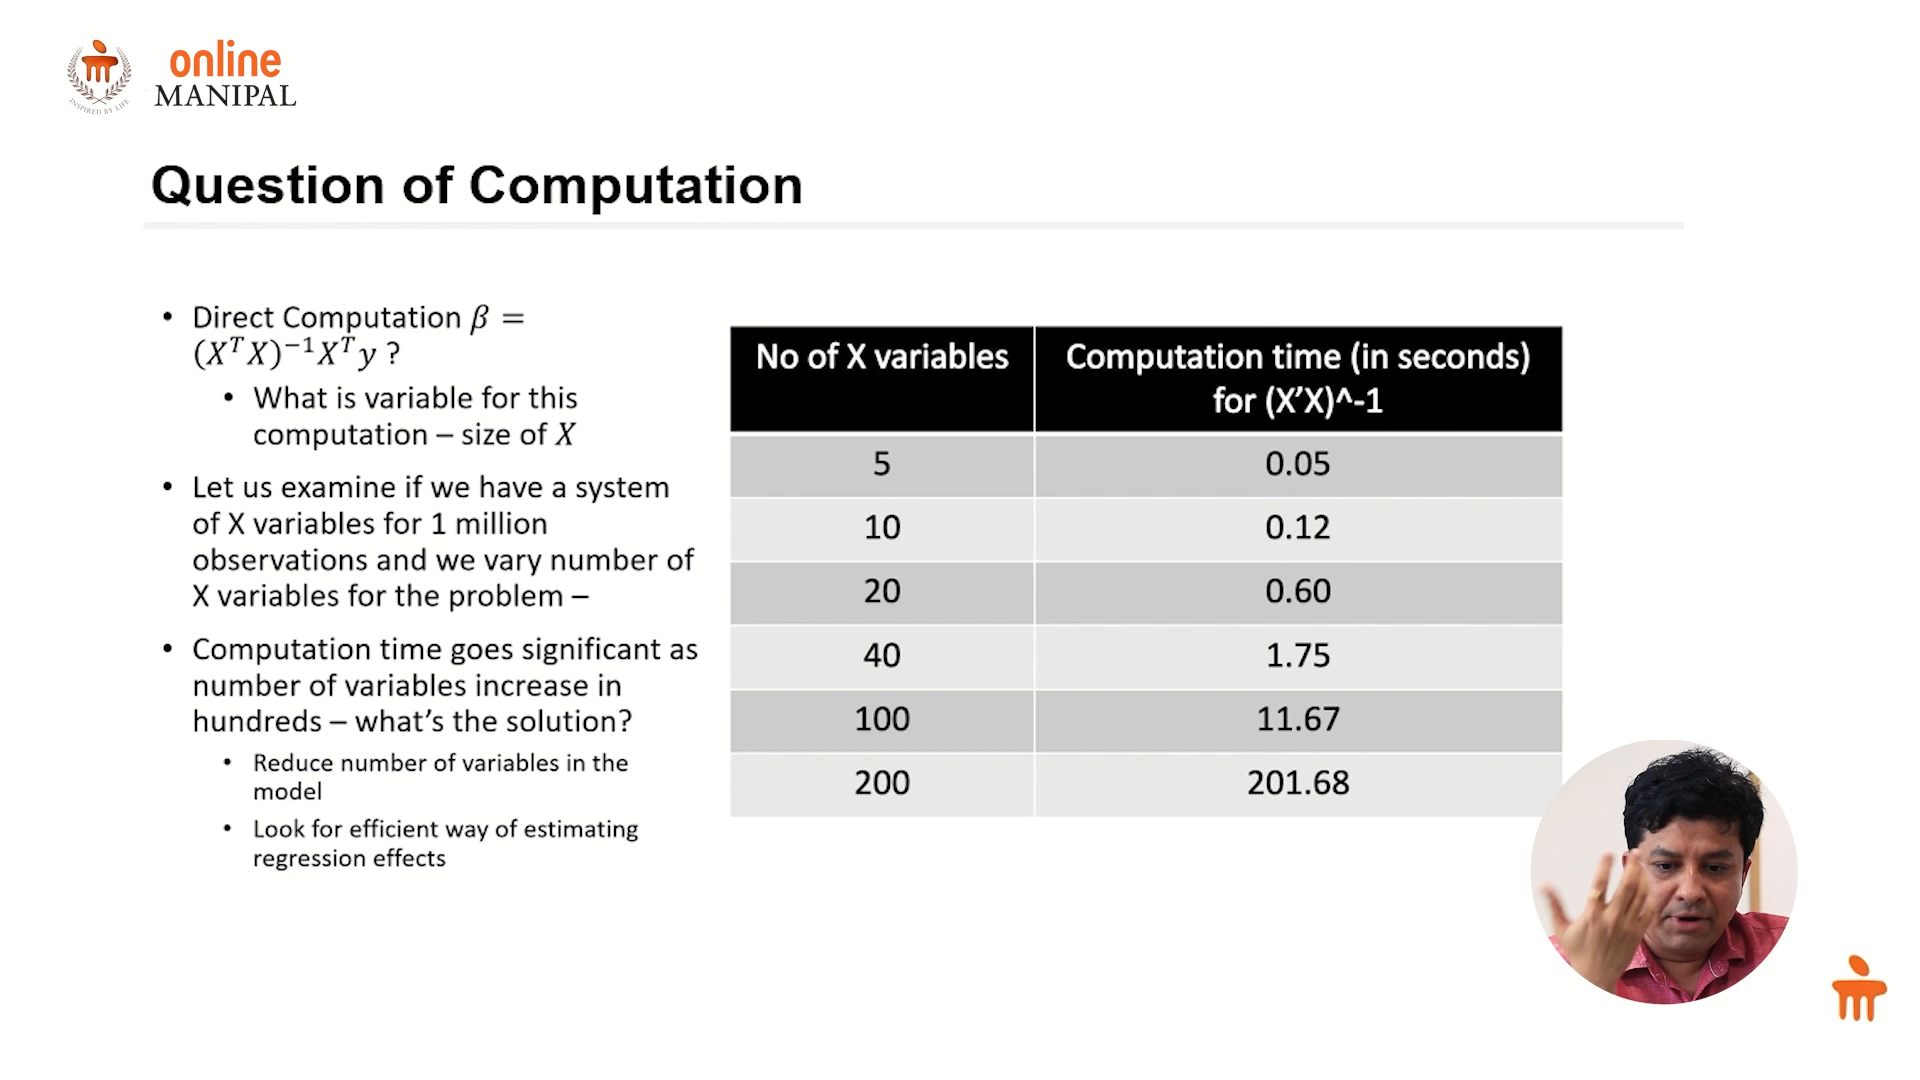 online
MANIPAL
INSPIRED BY LIFE
Question of Computation
• Direct Computation β =
(XᵀX)⁻¹Xᵀy ?
• What is variable for this
computation – size of X
• Let us examine if we have a system
of X variables for 1 million
observations and we vary number of
X variables for the problem –
• Computation time goes significant as
number of variables increase in
hundreds – what's the solution?
• Reduce number of variables in the
model
• Look for efficient way of estimating
regression effects
No of X variables
Computation time (in seconds)
for (X'X)^-1
5 0.05
10 0.12
20 0.60
40 1.75
100 11.67
200 201.68